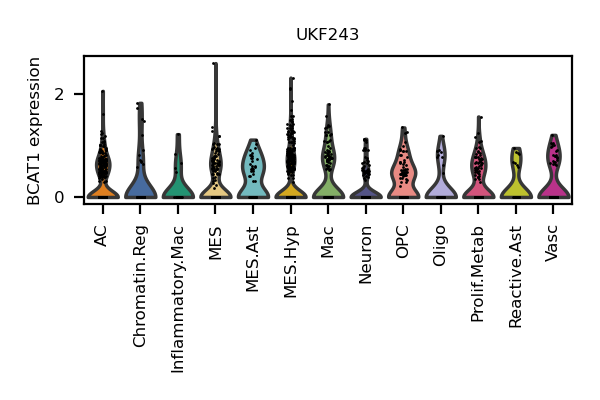 UKF243
BCAT1 expression
2
0
AC
Chromatin.Reg
Inflammatory.Mac
MES
MES.Ast
MES.Hyp
Mac
Neuron
OPC
Oligo
Prolif.Metab
Reactive.Ast
Vasc